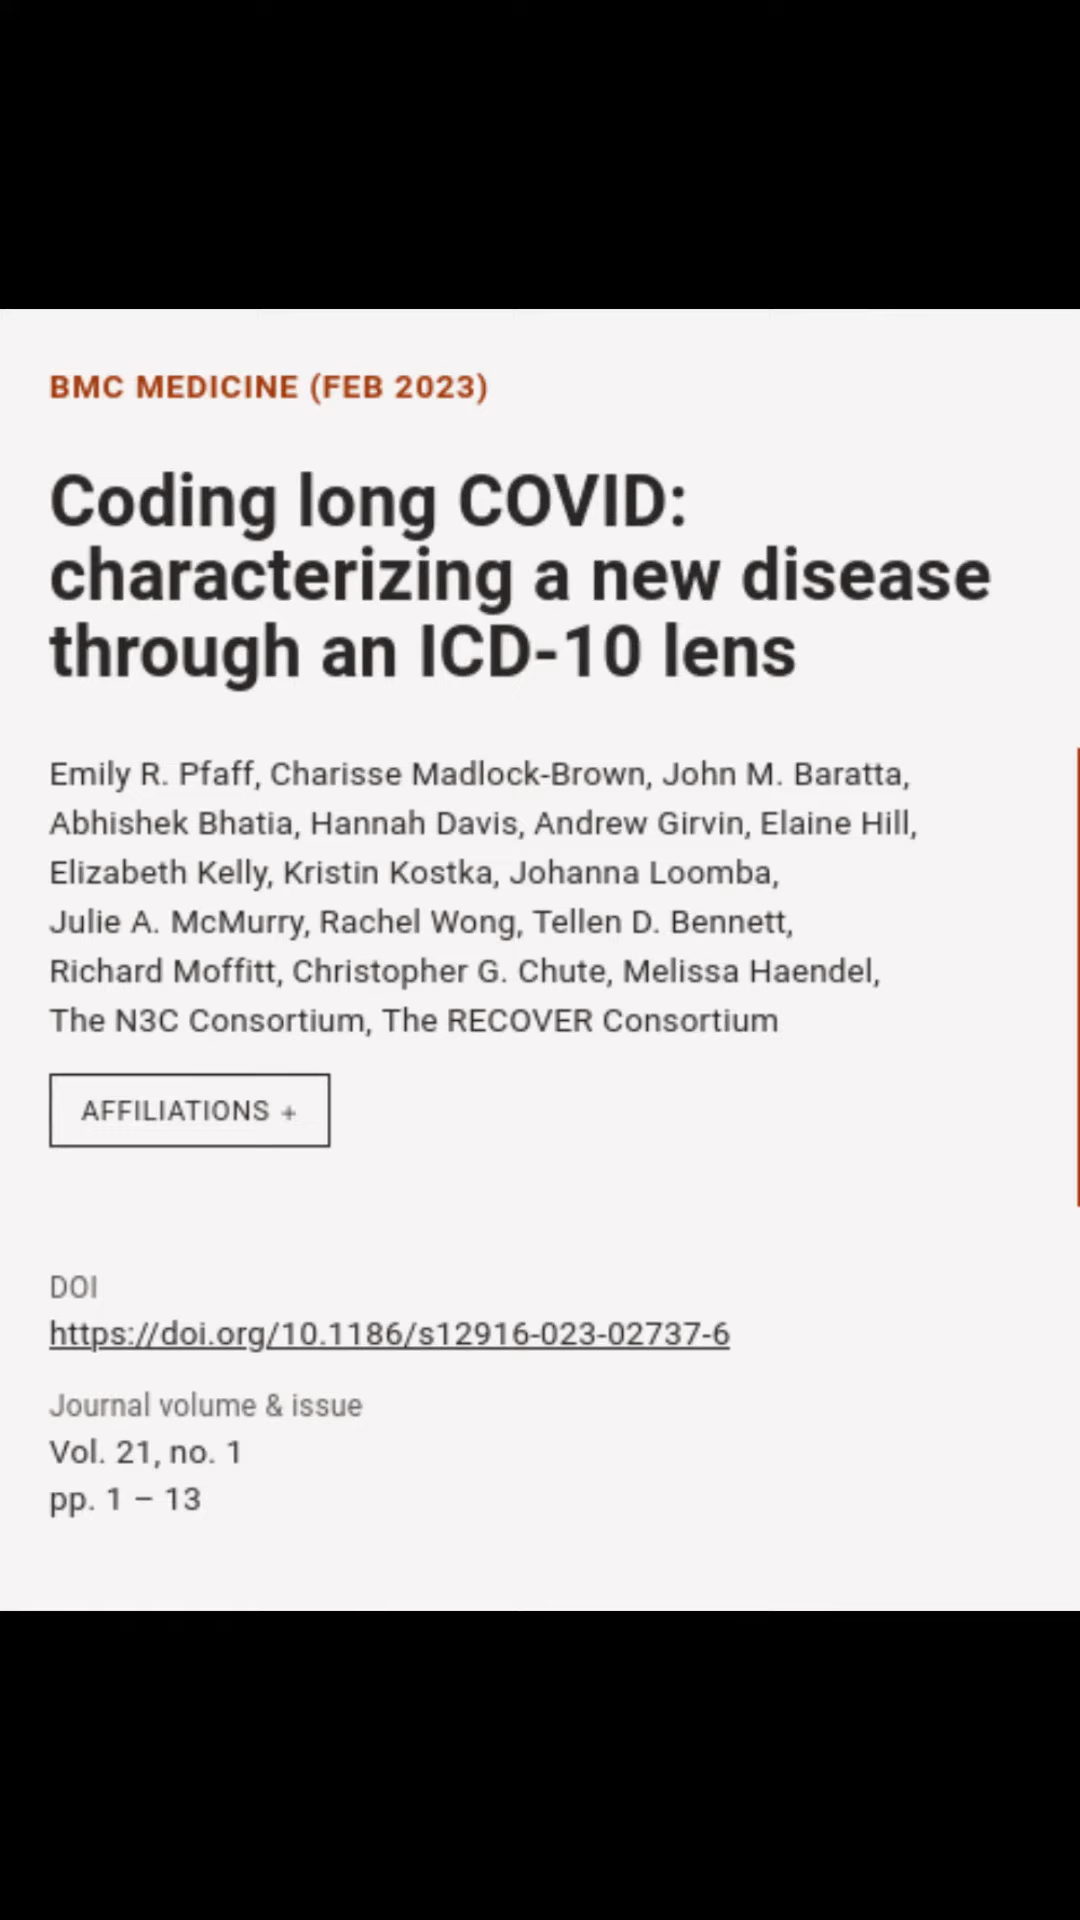 BMC MEDICINE (FEB 2023)
Coding long COVID:
characterizing a new disease
through an ICD-10 lens
Emily R. Pfaff, Charisse Madlock-Brown, John M. Baratta,
Abhishek Bhatia, Hannah Davis, Andrew Girvin, Elaine Hill,
Elizabeth Kelly, Kristin Kostka, Johanna Loomba,
Julie A. McMurry, Rachel Wong, Tellen D. Bennett,
Richard Moffitt, Christopher G. Chute, Melissa Haendel,
The N3C Consortium, The RECOVER Consortium
AFFILIATIONS +
DOI
https://doi.org/10.1186/s12916-023-02737-6
Journal volume & issue
Vol. 21, no. 1
pp. 1 – 13